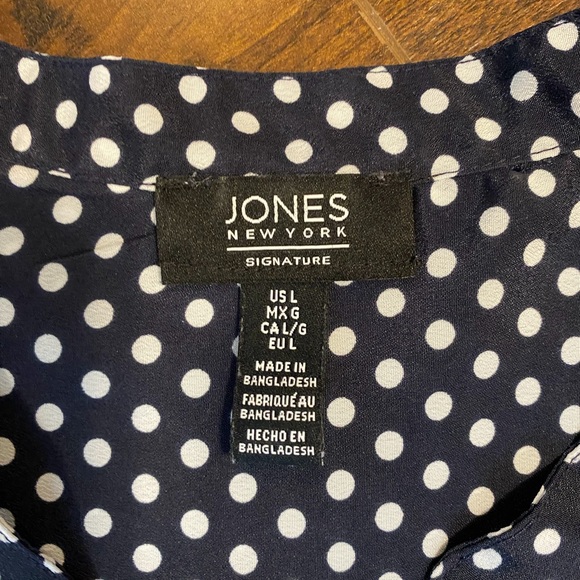 JONES
NEW YORK
SIGNATURE
US L
MX G
CA L/G
EU L
MADE IN
BANGLADESH
FABRIQUÉ AU
BANGLADESH
HECHO EN
BANGLADESH